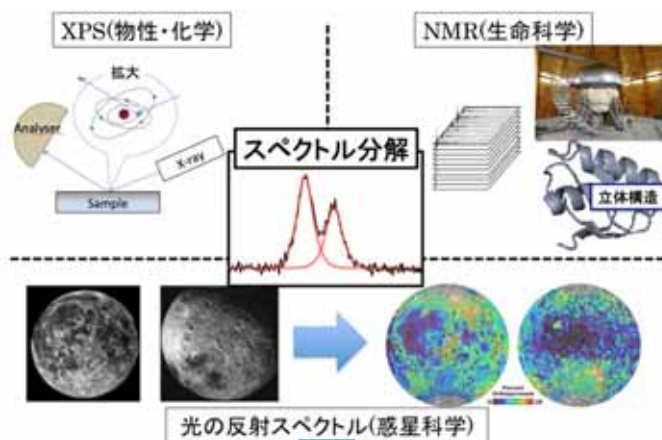 XPS(物性・化学)
NMR(生命科学)
拡大
Analyser
X-ray
Sample
スペクトル分解
立体構造
光の反射スペクトル(惑星科学)